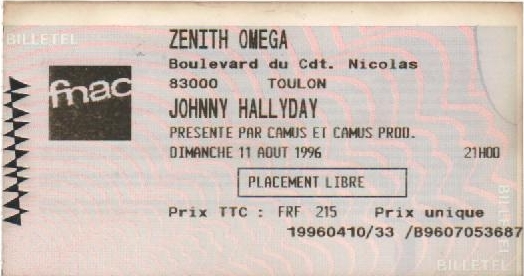 BILLETEL
ZENITH OMEGA
Boulevard du Cdt. Nicolas
83000 TOULON
fnac
JOHNNY HALLYDAY
PRESENTE PAR CAMUS ET CAMUS PROD.
DIMANCHE 11 AOUT 1996 21H00
PLACEMENT LIBRE
Prix TTC : FRF 215 Prix unique
19960410/33 /B9607053687
BILLETEL
BILLETEL